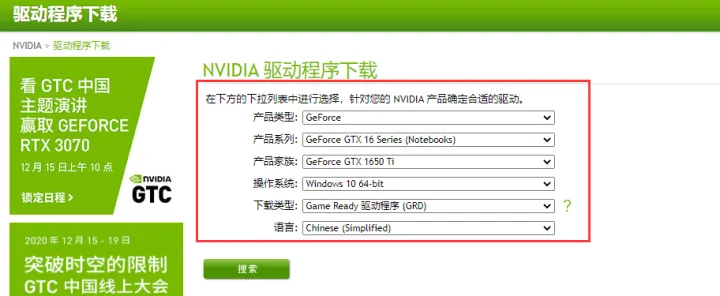 驱动程序下载
NVIDIA > 驱动程序下载
看 GTC 中国
主题演讲
赢取 GEFORCE
RTX 3070
12 月 15 日上午 10 点
锁定日程 >
NVIDIA
GTC
2020 年 12 月 15 - 19 日
突破时空的限制
GTC 中国线上大会
NVIDIA 驱动程序下载
在下方的下拉列表中进行选择，针对您的 NVIDIA 产品确定合适的驱动。
产品类型: GeForce
产品系列: GeForce GTX 16 Series (Notebooks)
产品家族: GeForce GTX 1650 Ti
操作系统: Windows 10 64-bit
下载类型: Game Ready 驱动程序 (GRD) ?
语言: Chinese (Simplified)
搜索